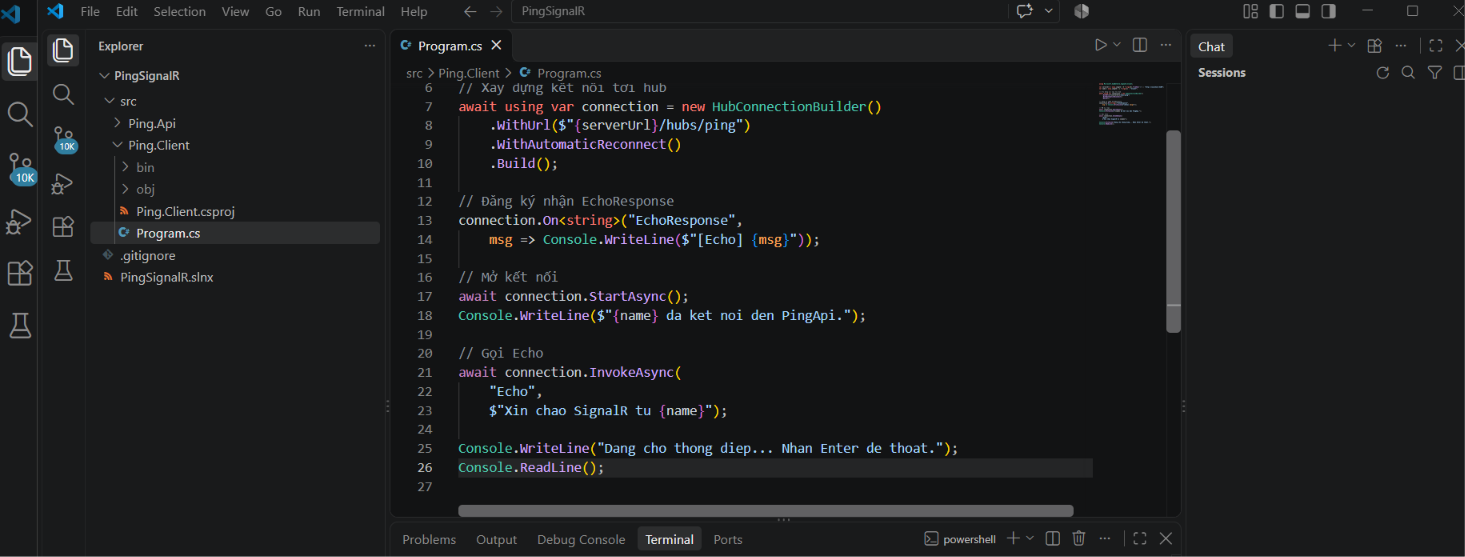 File Edit Selection View Go Run Terminal Help
PingSignalR
Explorer
PingSignalR
src
Ping.Api
Ping.Client
bin
obj
Ping.Client.csproj
Program.cs
.gitignore
PingSignalR.slnx
10K
10K
Program.cs
src > Ping.Client > Program.cs
6 // Xây dựng kết nối tới hub
7 await using var connection = new HubConnectionBuilder()
8 .WithUrl($"{serverUrl}/hubs/ping")
9 .WithAutomaticReconnect()
10 .Build();
11
12 // Đăng ký nhận EchoResponse
13 connection.On<string>("EchoResponse",
14 msg => Console.WriteLine($"[Echo] {msg}"));
15
16 // Mở kết nối
17 await connection.StartAsync();
18 Console.WriteLine($"{name} da ket noi den PingApi.");
19
20 // Gọi Echo
21 await connection.InvokeAsync(
22 "Echo",
23 $"Xin chao SignalR tu {name}");
24
25 Console.WriteLine("Dang cho thong diep... Nhan Enter de thoat.");
26 Console.ReadLine();
27
Problems Output Debug Console Terminal Ports
powershell
Chat
Sessions